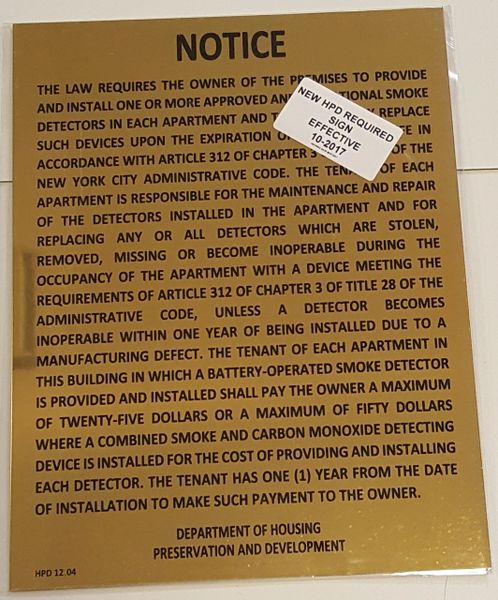 NOTICE
THE LAW REQUIRES THE OWNER OF THE PREMISES TO PROVIDE
AND INSTALL ONE OR MORE APPROVED AND OPERATIONAL SMOKE
DETECTORS IN EACH APARTMENT AND REPLACE
SUCH DEVICES UPON THE EXPIRATION IN
ACCORDANCE WITH ARTICLE 312 OF CHAPTER 3 OF THE
NEW YORK CITY ADMINISTRATIVE CODE. THE TENANT OF EACH
APARTMENT IS RESPONSIBLE FOR THE MAINTENANCE AND REPAIR
OF THE DETECTORS INSTALLED IN THE APARTMENT AND FOR
REPLACING ANY OR ALL DETECTORS WHICH ARE STOLEN,
REMOVED, MISSING OR BECOME INOPERABLE DURING THE
OCCUPANCY OF THE APARTMENT WITH A DEVICE MEETING THE
REQUIREMENTS OF ARTICLE 312 OF CHAPTER 3 OF TITLE 28 OF THE
ADMINISTRATIVE CODE, UNLESS A DETECTOR BECOMES
INOPERABLE WITHIN ONE YEAR OF BEING INSTALLED DUE TO A
MANUFACTURING DEFECT. THE TENANT OF EACH APARTMENT IN
THIS BUILDING IN WHICH A BATTERY-OPERATED SMOKE DETECTOR
IS PROVIDED AND INSTALLED SHALL PAY THE OWNER A MAXIMUM
OF TWENTY-FIVE DOLLARS OR A MAXIMUM OF FIFTY DOLLARS
WHERE A COMBINED SMOKE AND CARBON MONOXIDE DETECTING
DEVICE IS INSTALLED FOR THE COST OF PROVIDING AND INSTALLING
EACH DETECTOR. THE TENANT HAS ONE (1) YEAR FROM THE DATE
OF INSTALLATION TO MAKE SUCH PAYMENT TO THE OWNER.
DEPARTMENT OF HOUSING
PRESERVATION AND DEVELOPMENT
HPD 12.04
NEW HPD REQUIRED
SIGN
EFFECTIVE
10-2017